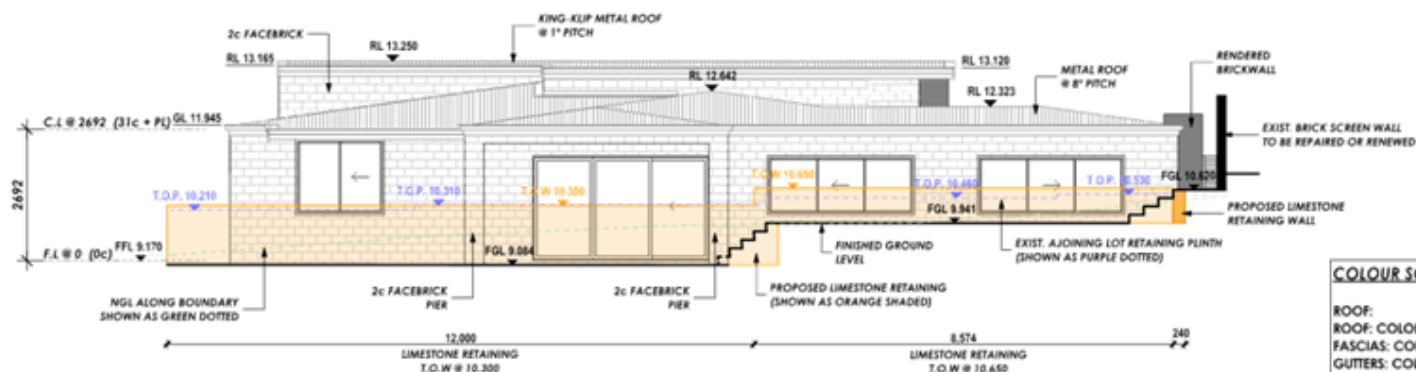 KING-KLIP METAL ROOF
@ 1° PITCH
2c FACEBRICK
RL 13.250
RL 13.165
RL 13.120
RENDERED
BRICKWALL
METAL ROOF
@ 8° PITCH
RL 12.642
RL 12.323
C.L @ 2692 (31c + PL)
GL 11.945
EXIST. BRICK SCREEN WALL
TO BE REPAIRED OR RENEWED
2692
T.O.P. 10.210
T.O.P. 10.310
T.O.W 10.300
T.O.W 10.650
T.O.P. 10.460
T.O.P. 10.530
FGL 10.620
FGL 9.941
PROPOSED LIMESTONE
RETAINING WALL
F.L @ 0 (0c)
FFL 9.170
FGL 9.084
FINISHED GROUND
LEVEL
EXIST. AJOINING LOT RETAINING PLINTH
(SHOWN AS PURPLE DOTTED)
NGL ALONG BOUNDARY
SHOWN AS GREEN DOTTED
2c FACEBRICK
PIER
2c FACEBRICK
PIER
PROPOSED LIMESTONE RETAINING
(SHOWN AS ORANGE SHADED)
12,000
LIMESTONE RETAINING
T.O.W @ 10.300
8,574
LIMESTONE RETAINING
T.O.W @ 10.650
240
COLOUR SC
ROOF:
ROOF: COLO
FASCIAS: CO
GUTTERS: CO